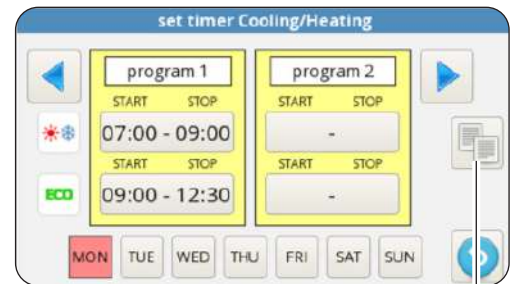 set timer Cooling/Heating
program 1 program 2
START STOP START STOP
07:00 - 09:00 -
START STOP START STOP
ECO 09:00 - 12:30 -
MON TUE WED THU FRI SAT SUN